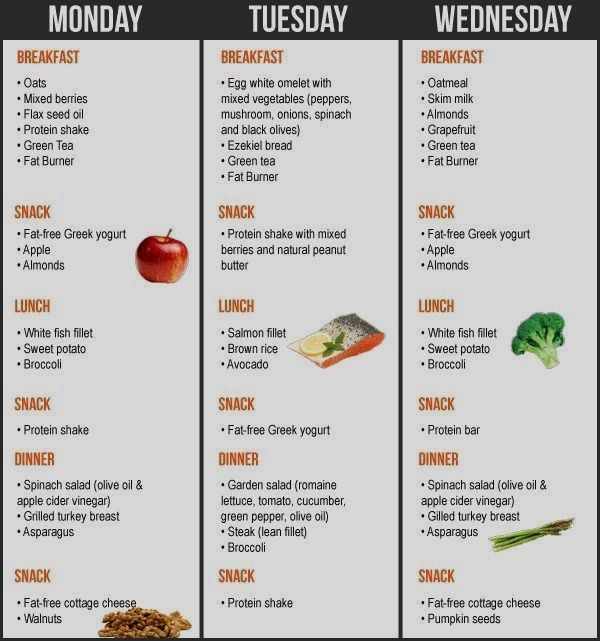 MONDAY
BREAKFAST
• Oats
• Mixed berries
• Flax seed oil
• Protein shake
• Green Tea
• Fat Burner
SNACK
• Fat-free Greek yogurt
• Apple
• Almonds
LUNCH
• White fish fillet
• Sweet potato
• Broccoli
SNACK
• Protein shake
DINNER
• Spinach salad (olive oil &
apple cider vinegar)
• Grilled turkey breast
• Asparagus
SNACK
• Fat-free cottage cheese
• Walnuts
TUESDAY
BREAKFAST
• Egg white omelet with
mixed vegetables (peppers,
mushroom, onions, spinach
and black olives)
• Ezekiel bread
• Green tea
• Fat Burner
SNACK
• Protein shake with mixed
berries and natural peanut
butter
LUNCH
• Salmon fillet
• Brown rice
• Avocado
SNACK
• Fat-free Greek yogurt
DINNER
• Garden salad (romaine
lettuce, tomato, cucumber,
green pepper, olive oil)
• Steak (lean fillet)
• Broccoli
SNACK
• Protein shake
WEDNESDAY
BREAKFAST
• Oatmeal
• Skim milk
• Almonds
• Grapefruit
• Green tea
• Fat Burner
SNACK
• Fat-free Greek yogurt
• Apple
• Almonds
LUNCH
• White fish fillet
• Sweet potato
• Broccoli
SNACK
• Protein bar
DINNER
• Spinach salad (olive oil &
apple cider vinegar)
• Gilled turkey breast
• Asparagus
SNACK
• Fat-free cottage cheese
• Pumpkin seeds